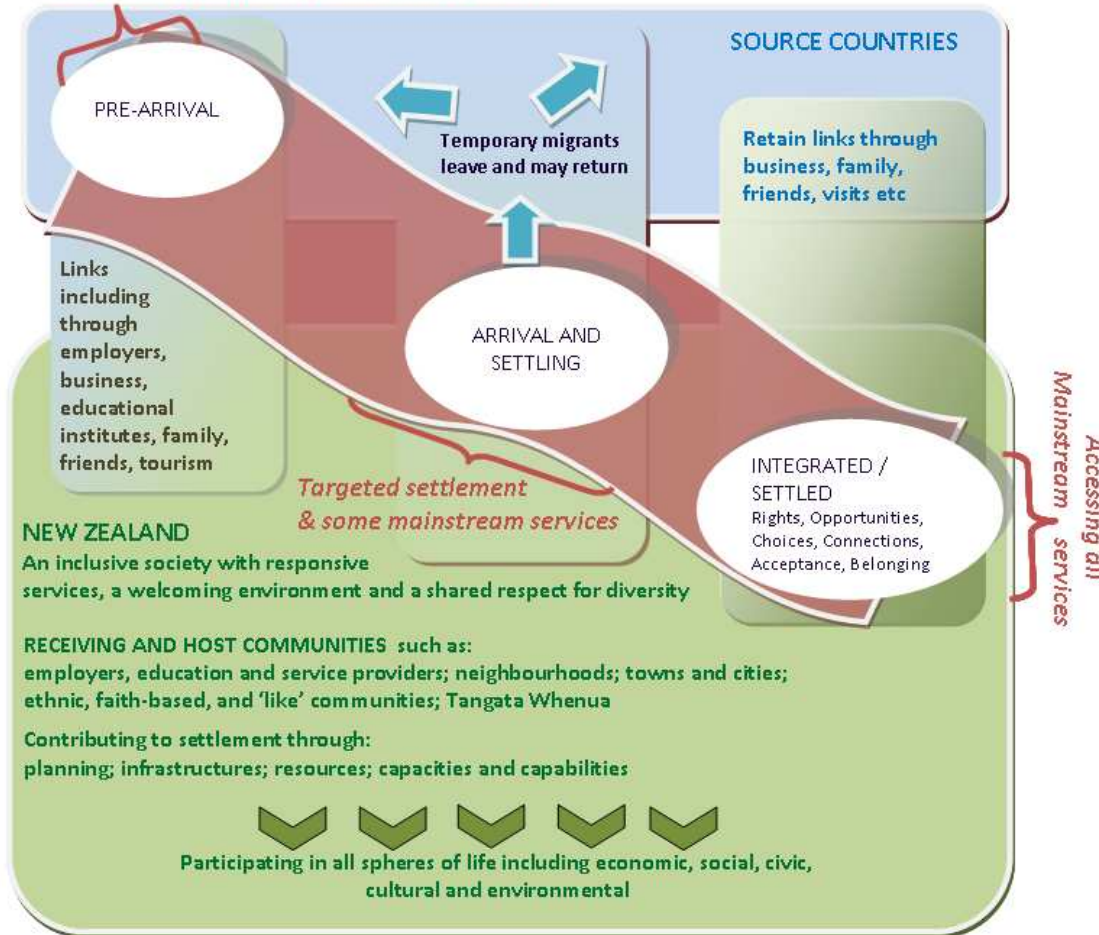 SOURCE COUNTRIES
PRE-ARRIVAL
Temporary migrants
leave and may return
Retain links through
business, family,
friends, visits etc
Links
including
through
employers,
business,
educational
institutes, family,
friends, tourism
ARRIVAL AND
SETTLING
Targeted settlement
& some mainstream services
INTEGRATED /
SETTLED
Rights, Opportunities,
Choices, Connections,
Acceptance, Belonging
Accessing all
Mainstream services
NEW ZEALAND
An inclusive society with responsive
services, a welcoming environment and a shared respect for diversity
RECEIVING AND HOST COMMUNITIES such as:
employers, education and service providers; neighbourhoods; towns and cities;
ethnic, faith-based, and ‘like’ communities; Tangata Whenua
Contributing to settlement through:
planning; infrastructures; resources; capacities and capabilities
Participating in all spheres of life including economic, social, civic,
cultural and environmental